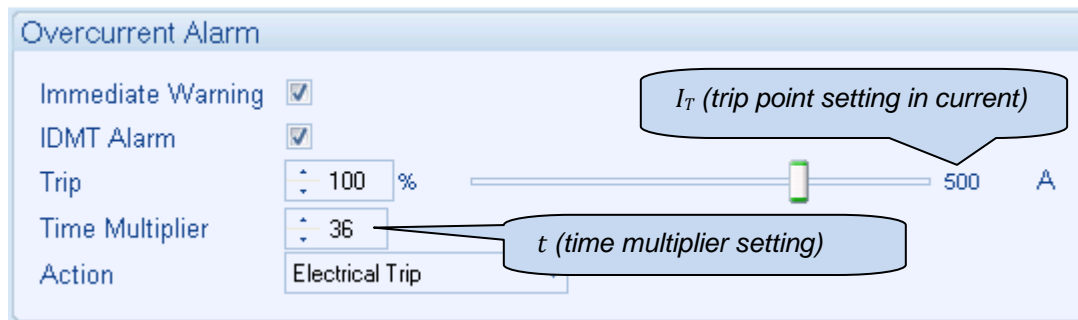 Overcurrent Alarm
Immediate Warning
I_T (trip point setting in current)
IDMT Alarm
Trip 100 % 500 A
Time Multiplier 36
t (time multiplier setting)
Action Electrical Trip